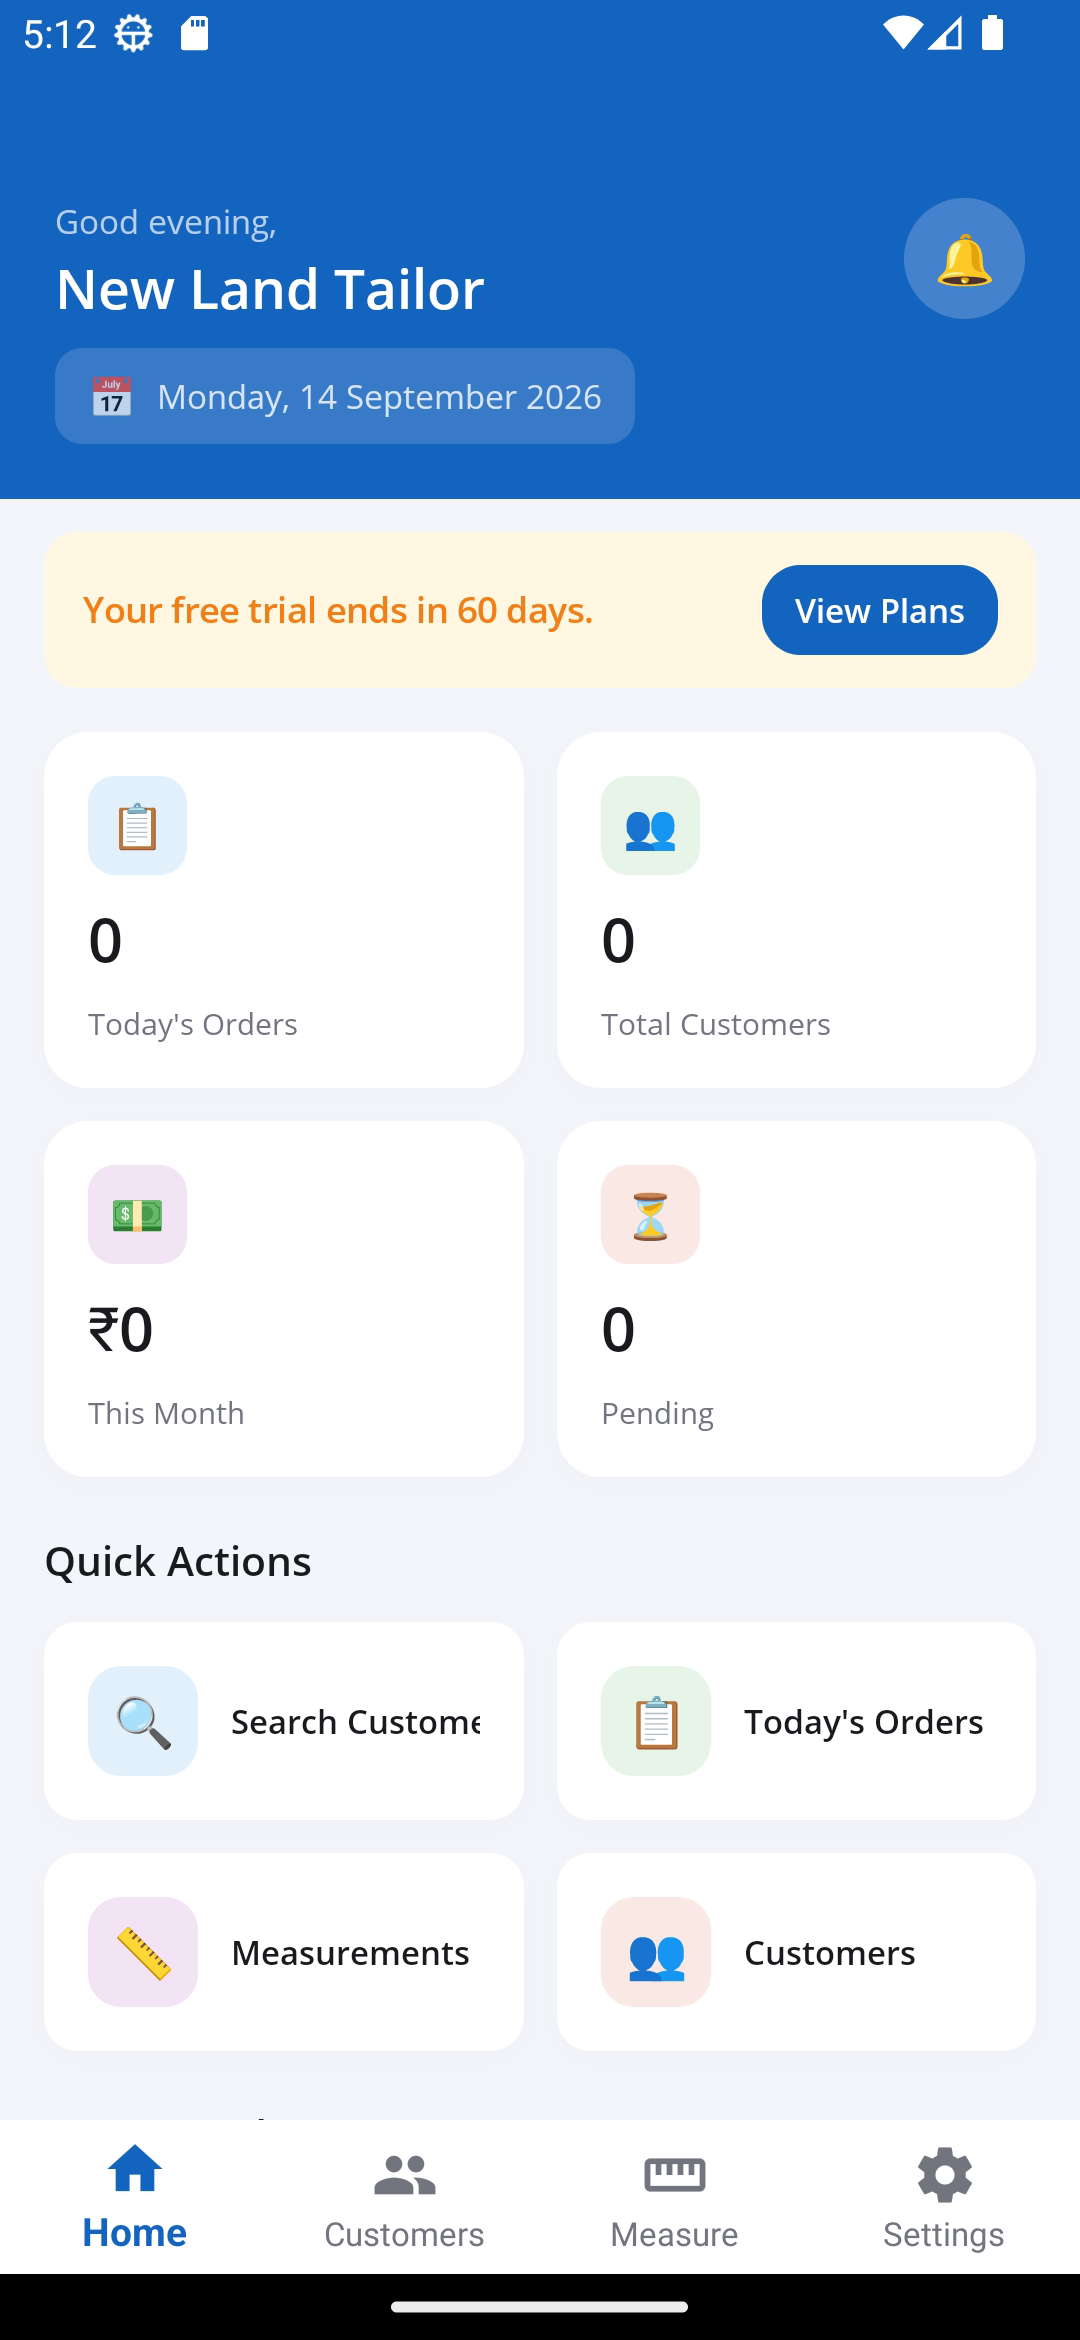 5:12
Good evening,
New Land Tailor
Monday, 14 September 2026
Your free trial ends in 60 days.
View Plans
0
Today's Orders
0
Total Customers
₹0
This Month
0
Pending
Quick Actions
Search Custome
Today's Orders
Measurements
Customers
Home
Customers
Measure
Settings